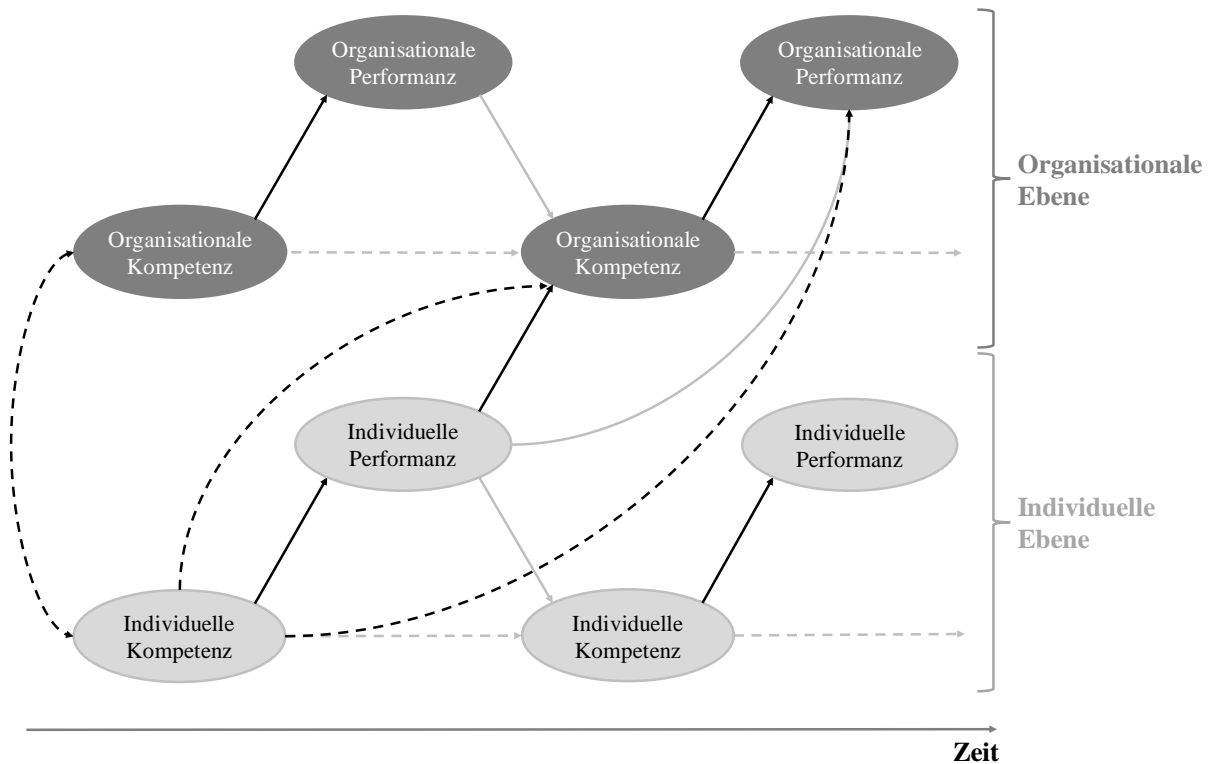 Organisationale
Performanz
Organisationale
Performanz
Organisationale
Ebene
Organisationale
Kompetenz
Organisationale
Kompetenz
Individuelle
Performanz
Individuelle
Performanz
Individuelle
Ebene
Individuelle
Kompetenz
Individuelle
Kompetenz
Zeit